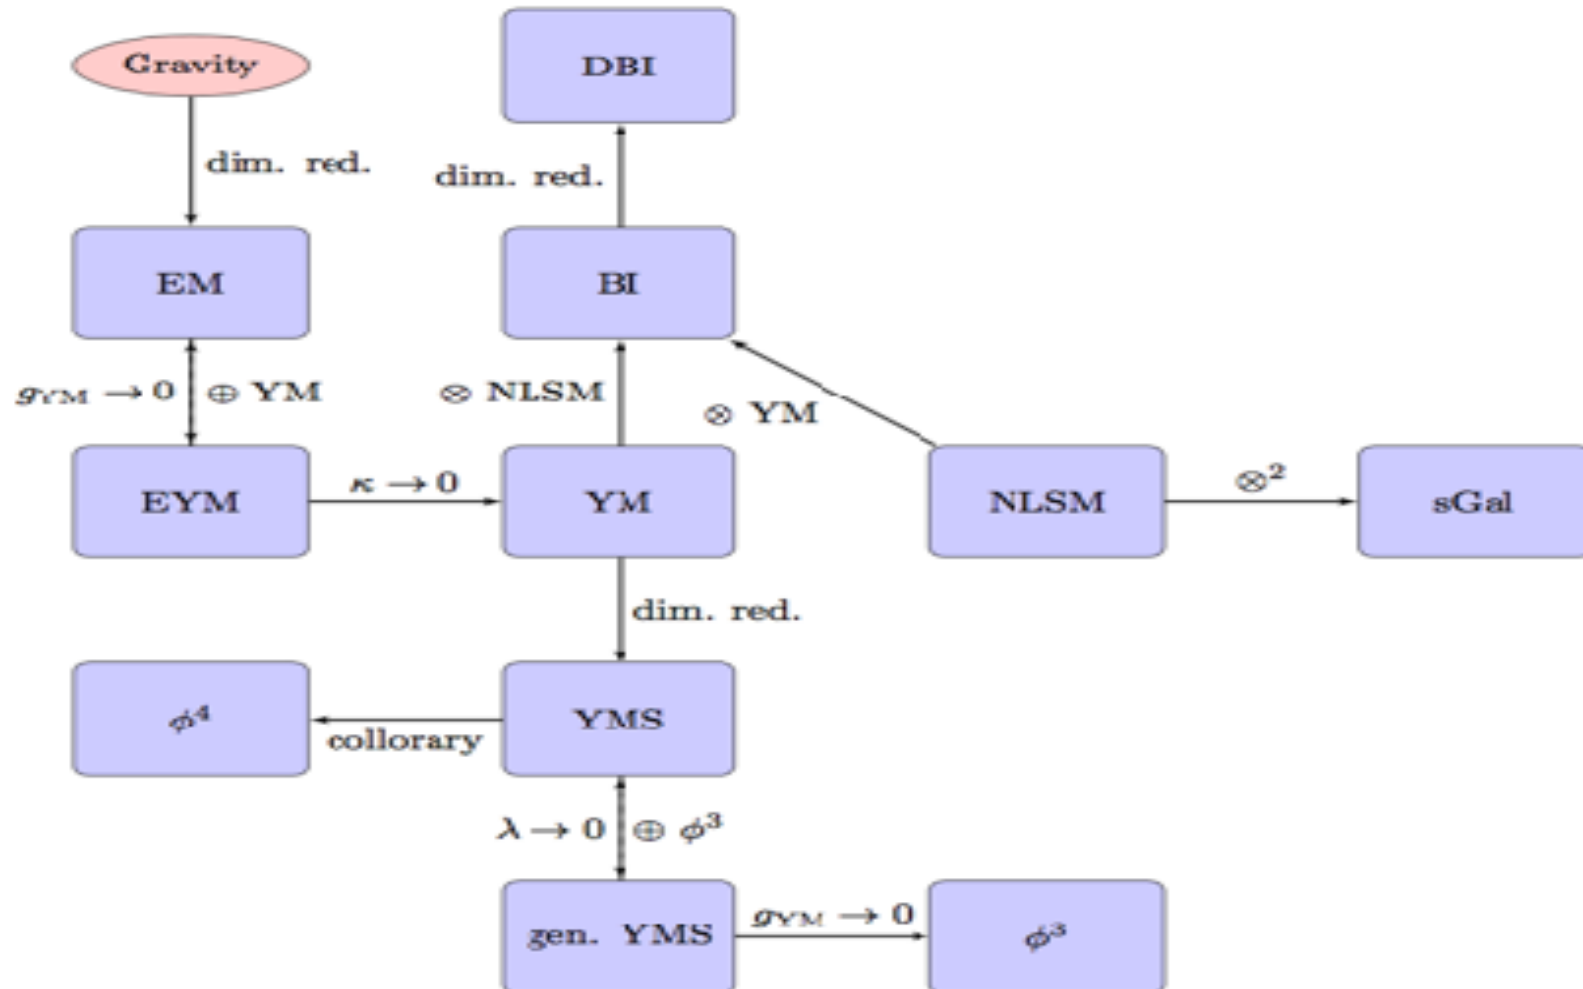 Gravity
DBI
dim. red.
dim. red.
EM
BI
g_YM → 0
⊕ YM
⊗ NLSM
⊗ YM
EYM
κ → 0
YM
NLSM
⊗²
sGal
dim. red.
ϕ⁴
collorary
YMS
λ → 0
⊕ ϕ³
gen. YMS
g_YM → 0
ϕ³